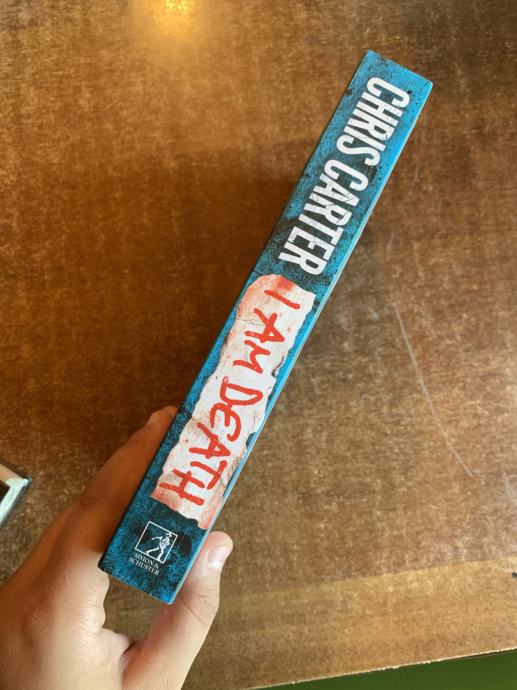 CHRIS CARTER
I AM DEATH
SIMON &
SCHUSTER